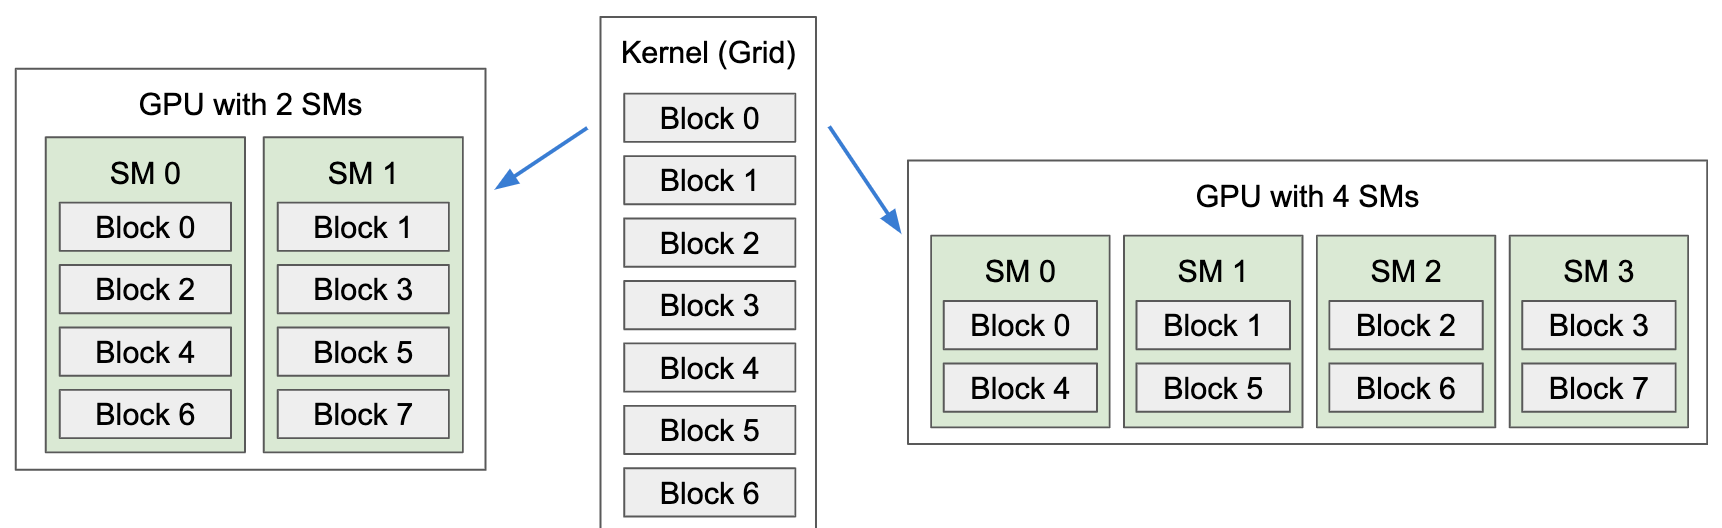 GPU with 2 SMs
SM 0
Block 0
Block 2
Block 4
Block 6
SM 1
Block 1
Block 3
Block 5
Block 7
Kernel (Grid)
Block 0
Block 1
Block 2
Block 3
Block 4
Block 5
Block 6
GPU with 4 SMs
SM 0
Block 0
Block 4
SM 1
Block 1
Block 5
SM 2
Block 2
Block 6
SM 3
Block 3
Block 7